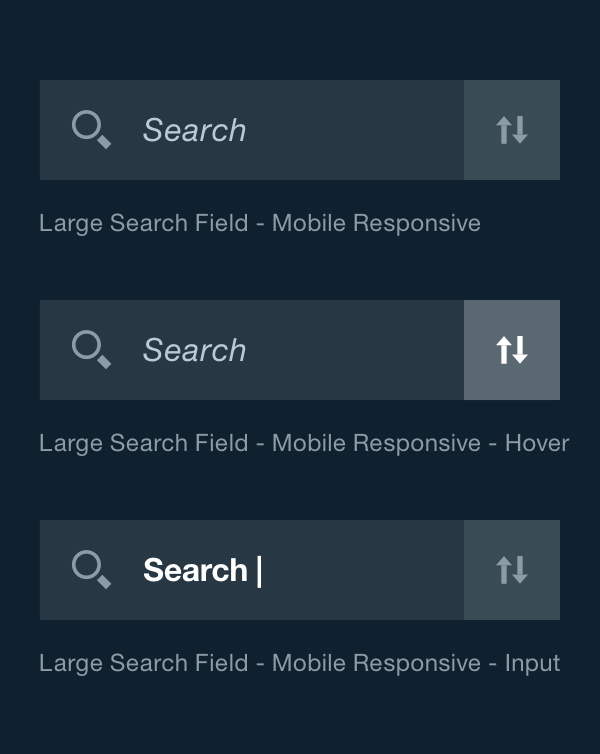 Search
Large Search Field - Mobile Responsive
Search
Large Search Field - Mobile Responsive - Hover
Search |
Large Search Field - Mobile Responsive - Input